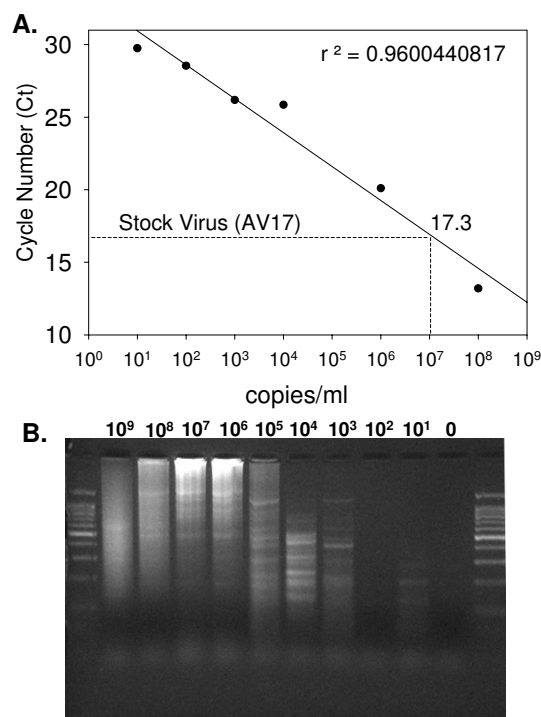 A.
r ² = 0.9600440817
30
25
20
15
10
Cycle Number (Ct)
Stock Virus (AV17)
17.3
10⁰ 10¹ 10² 10³ 10⁴ 10⁵ 10⁶ 10⁷ 10⁸ 10⁹
copies/ml
B.
10⁹ 10⁸ 10⁷ 10⁶ 10⁵ 10⁴ 10³ 10² 10¹ 0